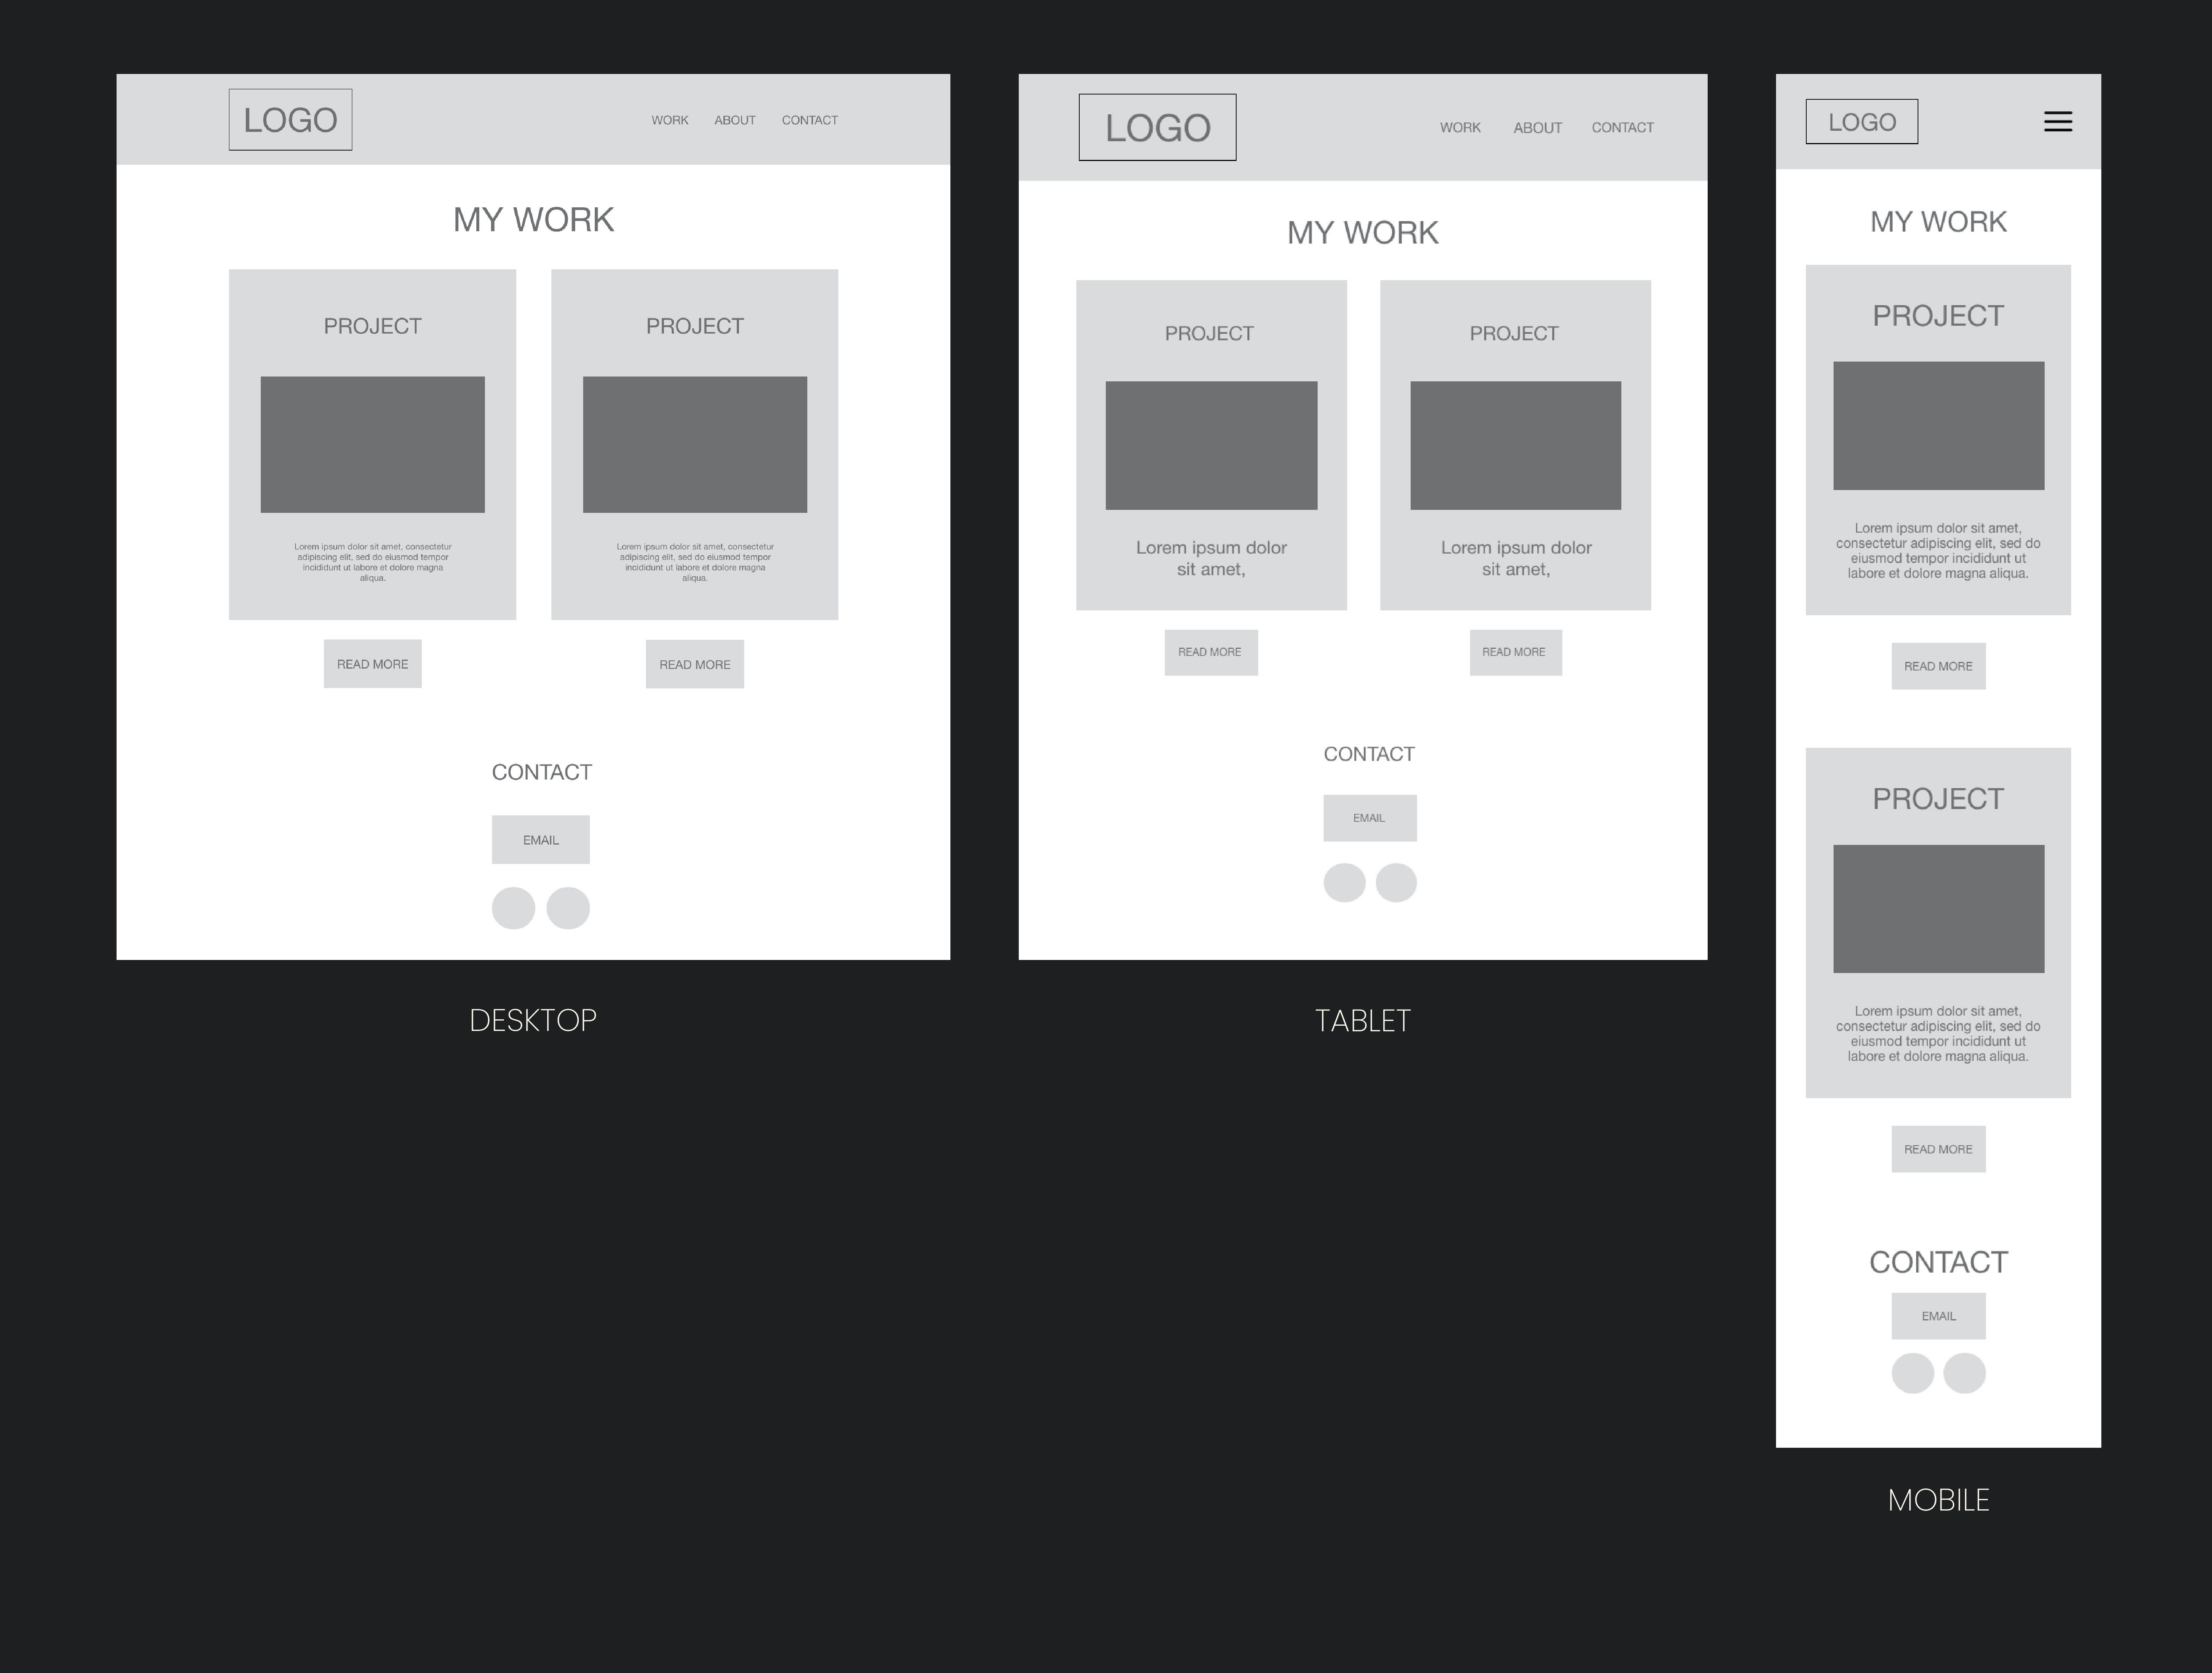 LOGO
WORK ABOUT CONTACT
MY WORK
PROJECT
Lorem ipsum dolor sit amet, consectetur
adipiscing elit, sed do eiusmod tempor
incididunt ut labore et dolore magna
aliqua.
READ MORE
PROJECT
Lorem ipsum dolor sit amet, consectetur
adipiscing elit, sed do eiusmod tempor
incididunt ut labore et dolore magna
aliqua.
READ MORE
CONTACT
EMAIL
DESKTOP
LOGO
WORK ABOUT CONTACT
MY WORK
PROJECT
Lorem ipsum dolor
sit amet,
READ MORE
PROJECT
Lorem ipsum dolor
sit amet,
READ MORE
CONTACT
EMAIL
TABLET
LOGO
MY WORK
PROJECT
Lorem ipsum dolor sit amet,
consectetur adipiscing elit, sed do
eiusmod tempor incididunt ut
labore et dolore magna aliqua.
READ MORE
PROJECT
Lorem ipsum dolor sit amet,
consectetur adipiscing elit, sed do
eiusmod tempor incididunt ut
labore et dolore magna aliqua.
READ MORE
CONTACT
EMAIL
MOBILE